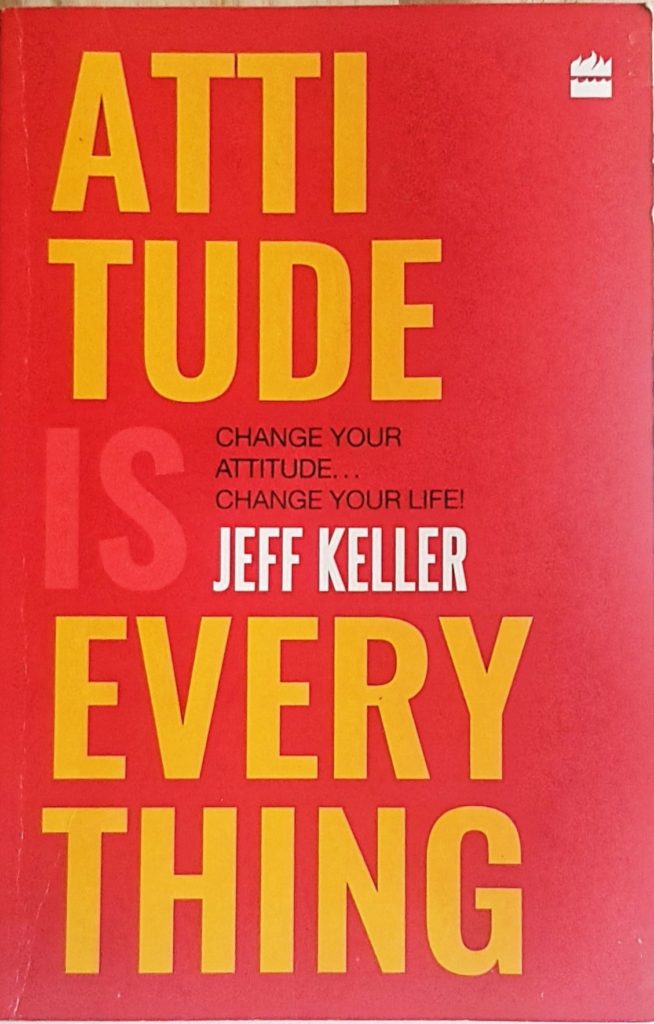 ATTI
TUDE
IS
CHANGE YOUR
ATTITUDE...
CHANGE YOUR LIFE!
JEFF KELLER
EVERY
THING